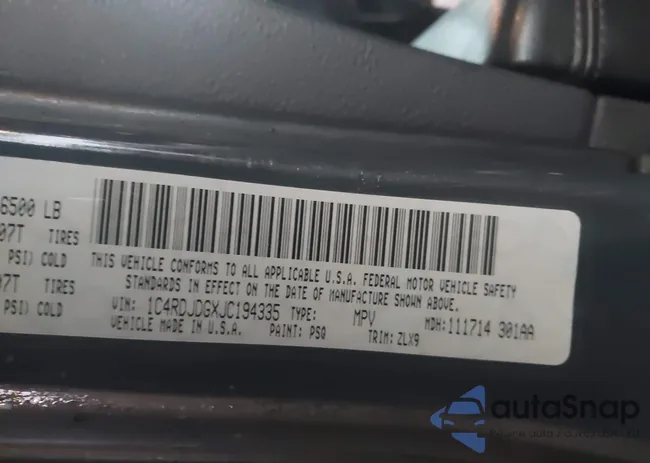 6500 LB
07T TIRES
PSI) COLD
07T TIRES
PSI) COLD
THIS VEHICLE CONFORMS TO ALL APPLICABLE U.S.A. FEDERAL MOTOR VEHICLE SAFETY
STANDARDS IN EFFECT ON THE DATE OF MANUFACTURE SHOWN ABOVE.
VIN: 1C4RDJDGXJC194335 TYPE: MPV MDH: 111714 301AA
VEHICLE MADE IN U.S.A. PAINT: PSQ TRIM: ZLX9
autaSnap